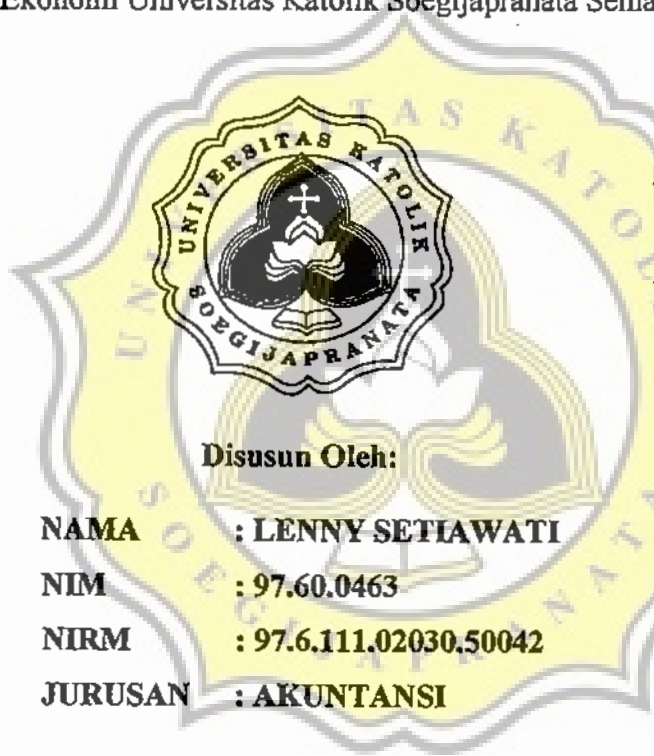 Ekonomi Universitas Katolik Soegijapranata Sema
UNIVERSITAS KATOLIK
SOEGIJAPRANATA
Disusun Oleh:
NAMA : LENNY SETIAWATI
NIM : 97.60.0463
NIRM : 97.6.111.02030.50042
JURUSAN : AKUNTANSI